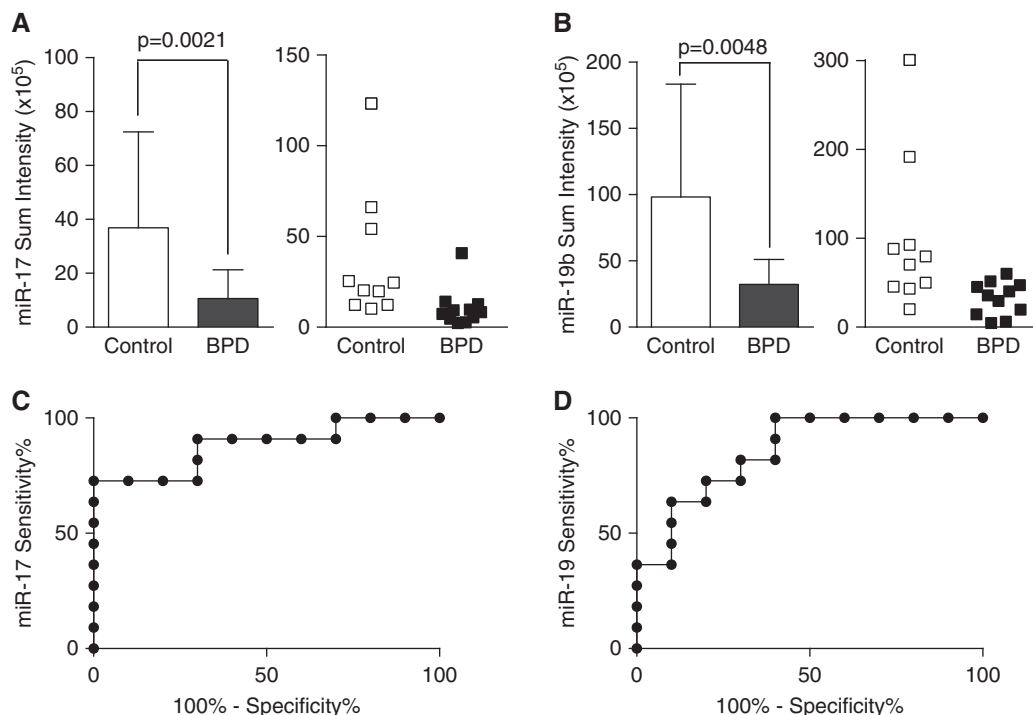 A
p=0.0021
miR-17 Sum Intensity (x10⁵)
100
80
60
40
20
0
Control BPD
150
100
50
0
Control BPD
B
p=0.0048
miR-19b Sum Intensity (x10⁵)
200
150
100
50
0
Control BPD
300
200
100
0
Control BPD
C
miR-17 Sensitivity%
100
50
0
0 50 100
100% - Specificity%
D
miR-19 Sensitivity%
100
50
0
0 50 100
100% - Specificity%